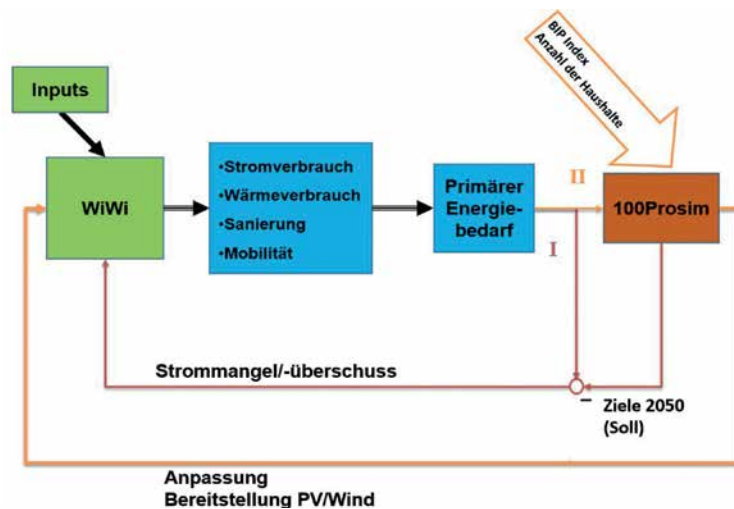 BIP Index
Anzahl der Haushalte
Inputs
WiWi
•Stromverbrauch
•Wärmeverbrauch
•Sanierung
•Mobilität
Primärer
Energie-
bedarf
II
I
100Prosim
Strommangel/-überschuss
–
Ziele 2050
(Soll)
Anpassung
Bereitstellung PV/Wind